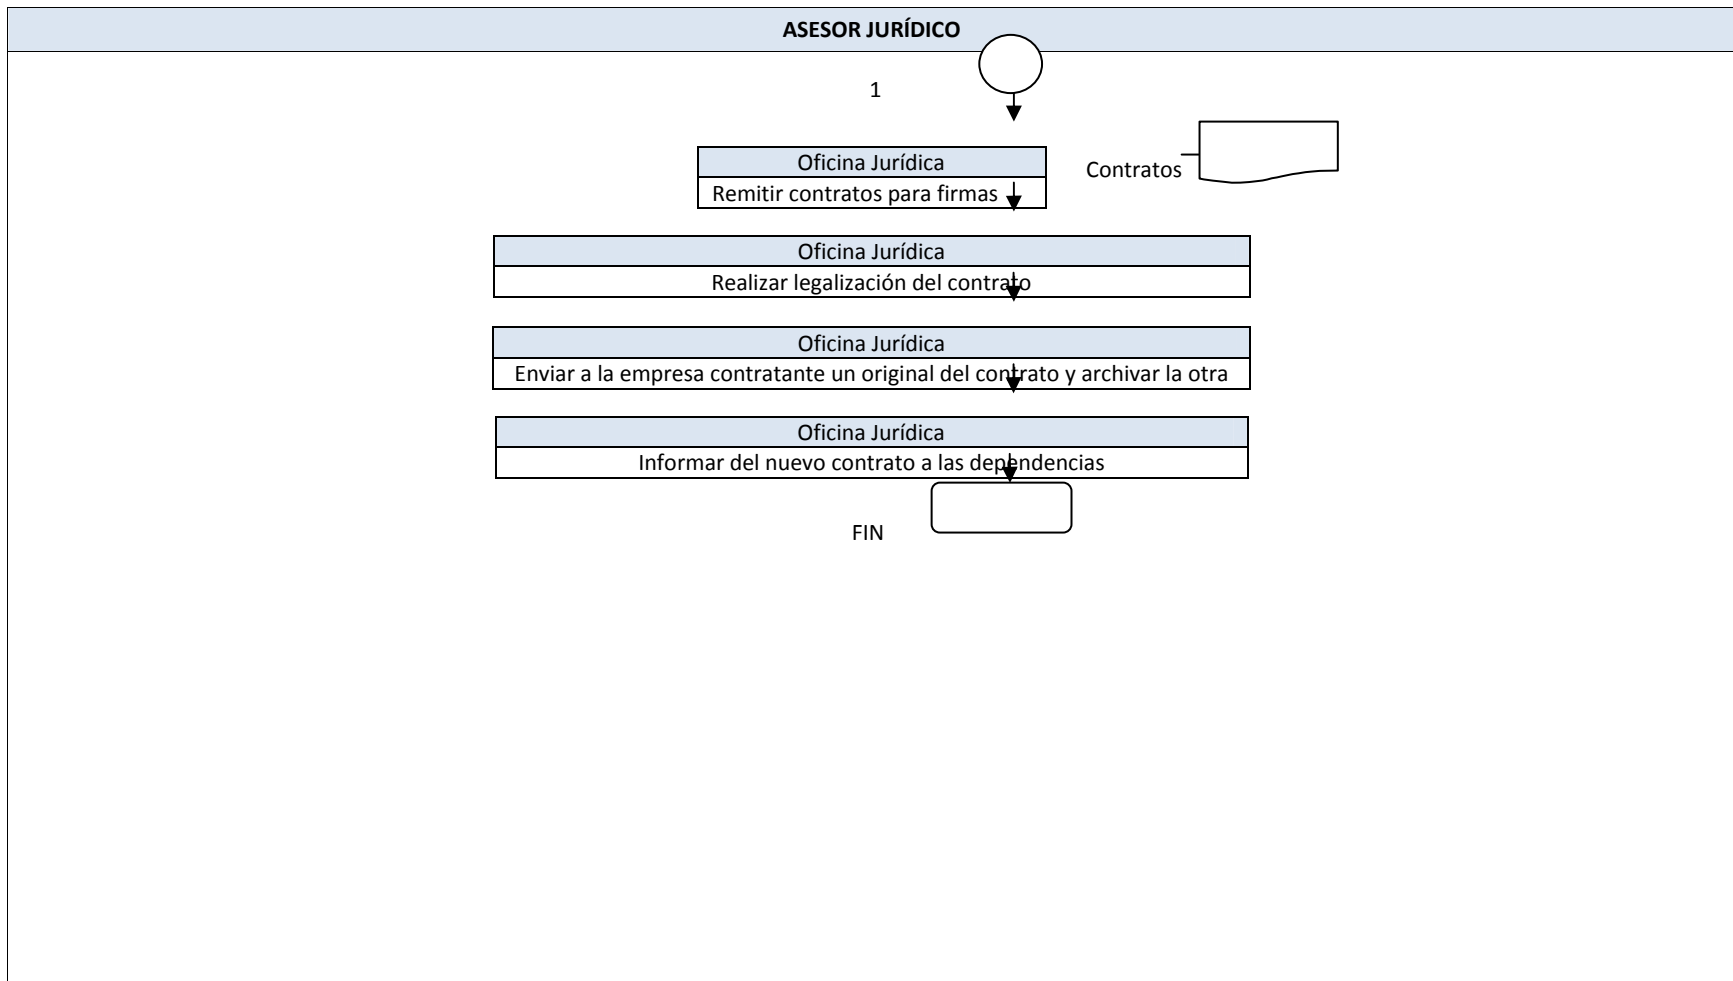 ASESOR JURÍDICO
1
Oficina Jurídica
Contratos
Remitir contratos para firmas
Oficina Jurídica
Realizar legalización del contrato
Oficina Jurídica
Enviar a la empresa contratante un original del contrato y archivar la otra
Oficina Jurídica
Informar del nuevo contrato a las dependencias
FIN